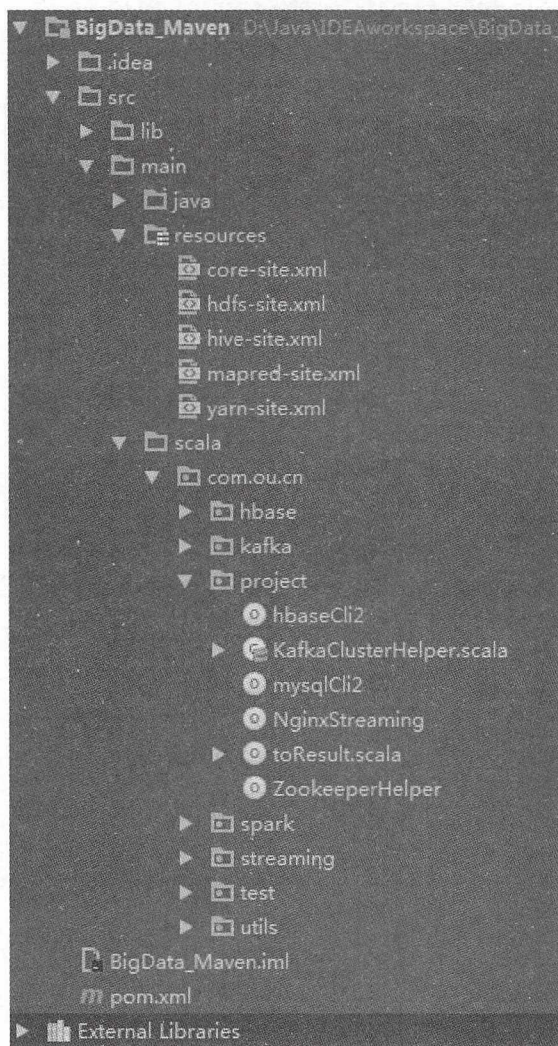 BigData_Maven D:\Java\IDEAworkspace\BigData_
.idea
src
lib
main
java
resources
core-site.xml
hdfs-site.xml
hive-site.xml
mapred-site.xml
yarn-site.xml
scala
com.ou.cn
hbase
kafka
project
hbaseCli2
KafkaClusterHelper.scala
mysqlCli2
NginxStreaming
toResult.scala
ZookeeperHelper
spark
streaming
test
utils
BigData_Maven.iml
pom.xml
External Libraries